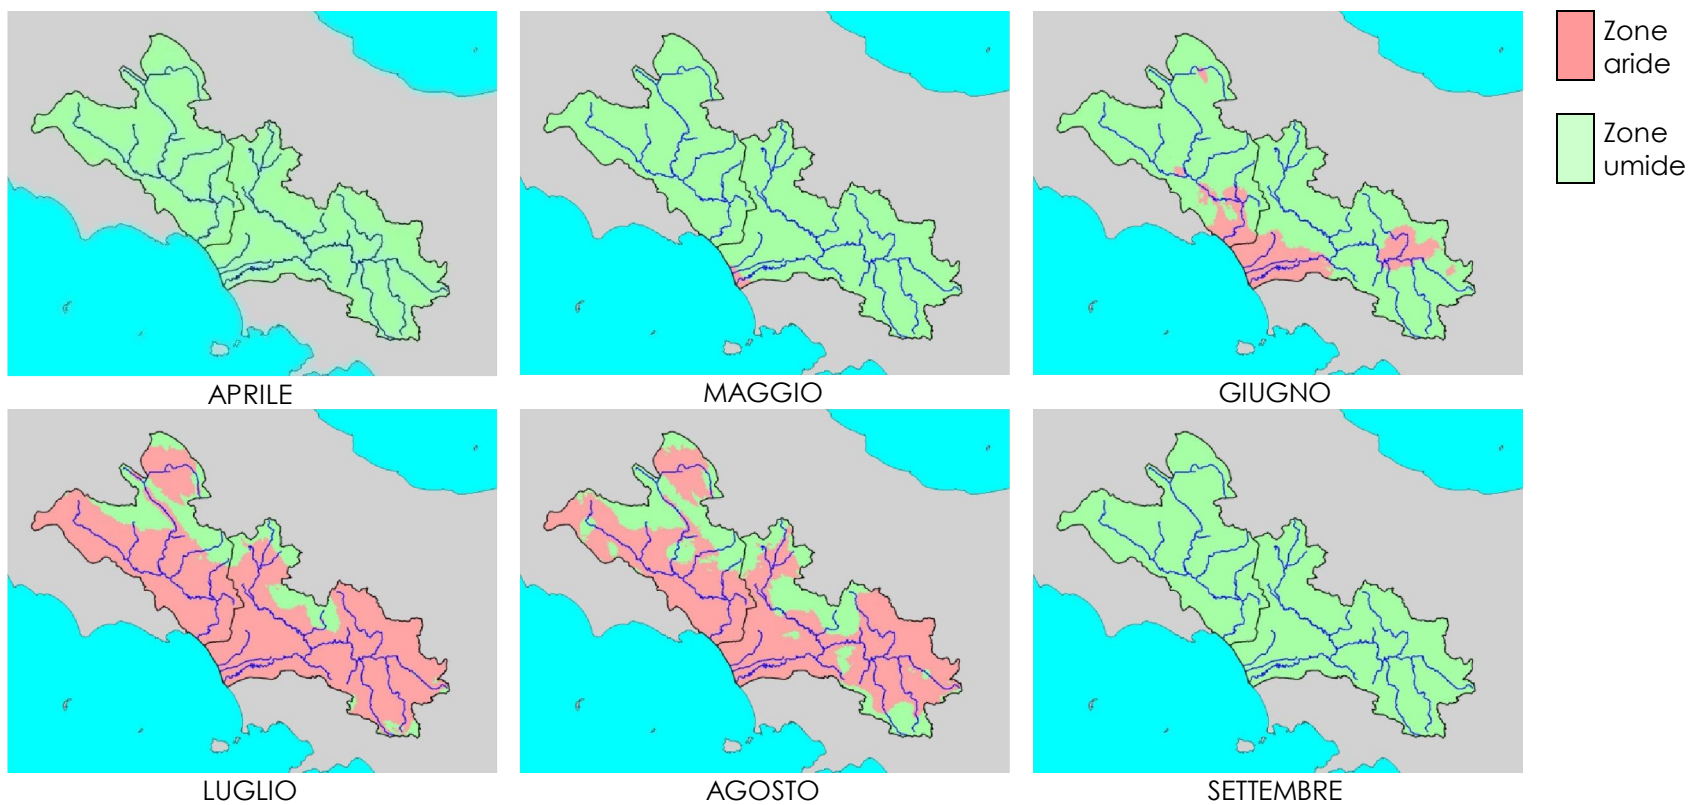 Zone
aride
Zone
umide
APRILE
MAGGIO
GIUGNO
LUGLIO
AGOSTO
SETTEMBRE